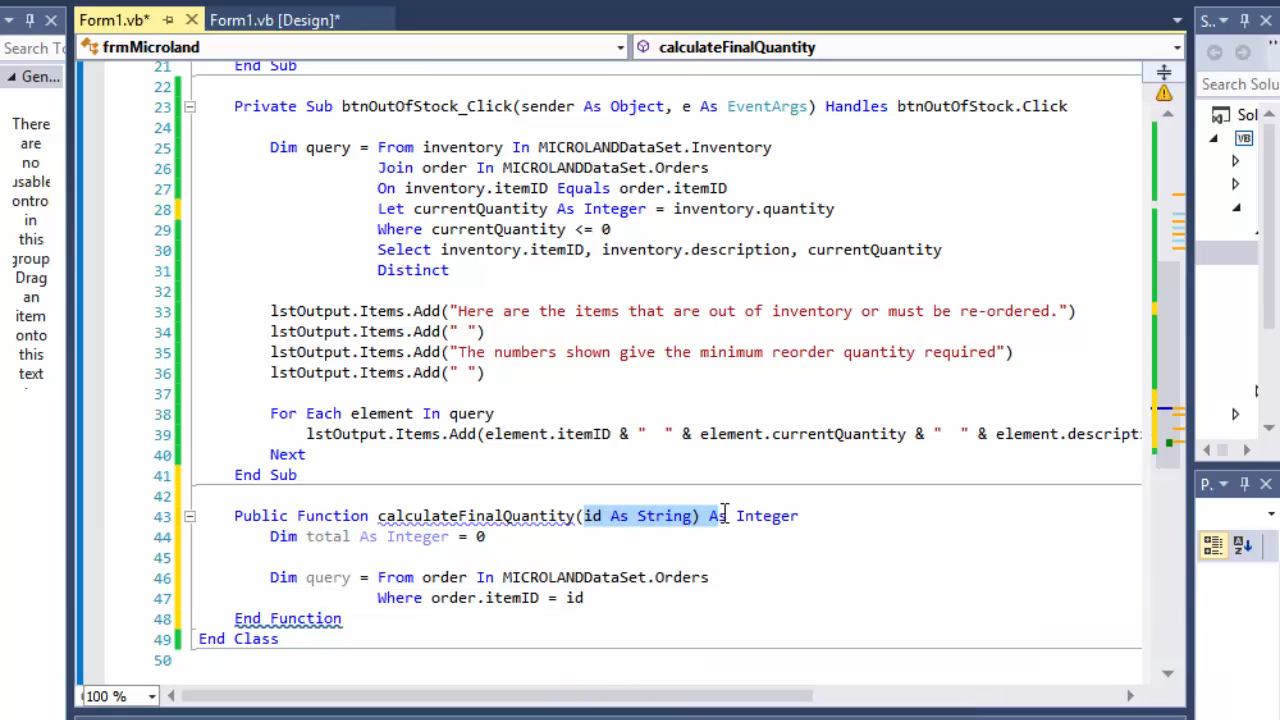 Form1.vb*
Form1.vb [Design]*
S..
Search To
frmMicroland
calculateFinalQuantity
Gen...
Search Solu
There
are
no
usable
in
this
group.
Drag
an
item
onto
this
text
Sol
VB
21 End Sub
22
23 Private Sub btnOutOfStock_Click(sender As Object, e As EventArgs) Handles btnOutOfStock.Click
24
25 Dim query = From inventory In MICROLANDDataSet.Inventory
26 Join order In MICROLANDDataSet.Orders
27 On inventory.itemID Equals order.itemID
28 Let currentQuantity As Integer = inventory.quantity
29 Where currentQuantity <= 0
30 Select inventory.itemID, inventory.description, currentQuantity
31 Distinct
32
33 lstOutput.Items.Add("Here are the items that are out of inventory or must be re-ordered.")
34 lstOutput.Items.Add(" ")
35 lstOutput.Items.Add("The numbers shown give the minimum reorder quantity required")
36 lstOutput.Items.Add(" ")
37
38 For Each element In query
39 lstOutput.Items.Add(element.itemID & "  " & element.currentQuantity & "  " & element.descripti
40 Next
41 End Sub
42
43 Public Function calculateFinalQuantity(id As String) As Integer
44 Dim total As Integer = 0
45
46 Dim query = From order In MICROLANDDataSet.Orders
47 Where order.itemID = id
48 End Function
49 End Class
50
100 %
P..